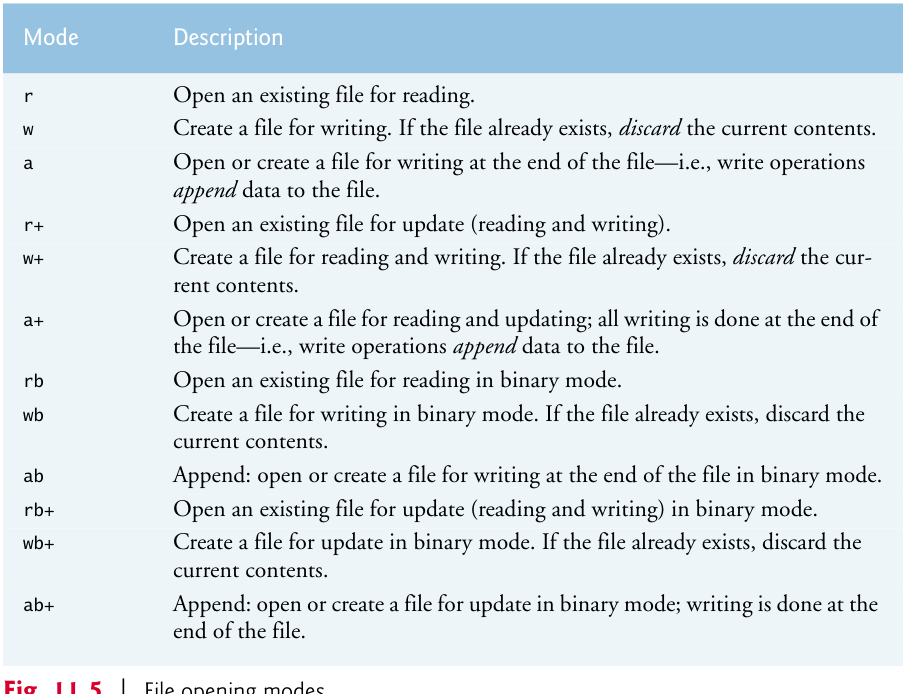 Mode Description
r Open an existing file for reading.
w Create a file for writing. If the file already exists, discard the current contents.
a Open or create a file for writing at the end of the file—i.e., write operations
append data to the file.
r+ Open an existing file for update (reading and writing).
w+ Create a file for reading and writing. If the file already exists, discard the cur-
rent contents.
a+ Open or create a file for reading and updating; all writing is done at the end of
the file—i.e., write operations append data to the file.
rb Open an existing file for reading in binary mode.
wb Create a file for writing in binary mode. If the file already exists, discard the
current contents.
ab Append: open or create a file for writing at the end of the file in binary mode.
rb+ Open an existing file for update (reading and writing) in binary mode.
wb+ Create a file for update in binary mode. If the file already exists, discard the
current contents.
ab+ Append: open or create a file for update in binary mode; writing is done at the
end of the file.
Fig. 11.5 | File opening modes